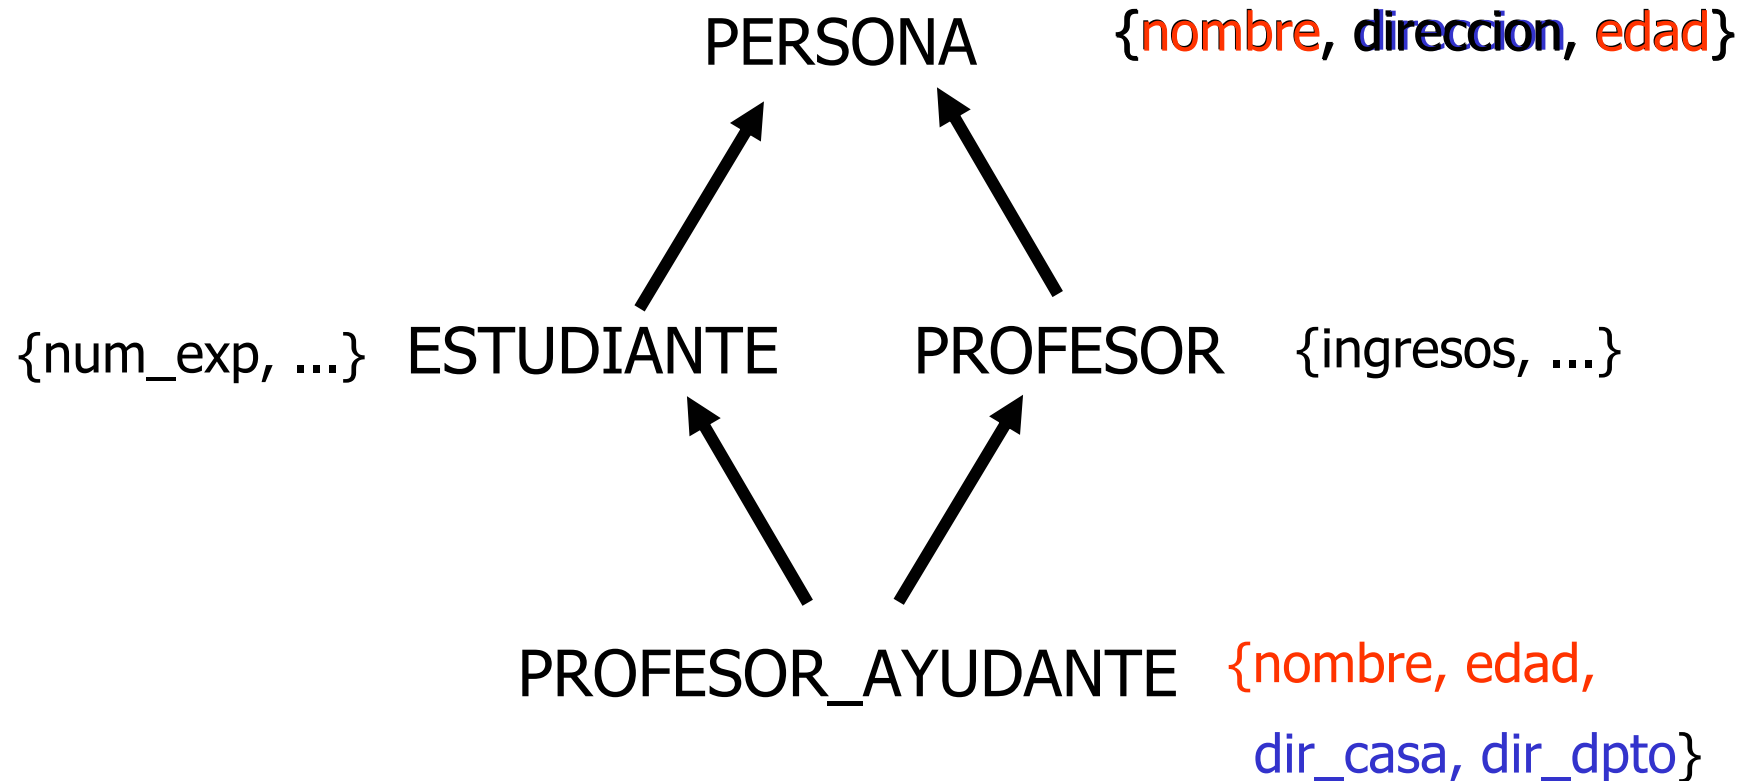 PERSONA {nombre, direccion, edad}
{num_exp, ...} ESTUDIANTE PROFESOR {ingresos, ...}
PROFESOR_AYUDANTE {nombre, edad,
dir_casa, dir_dpto}